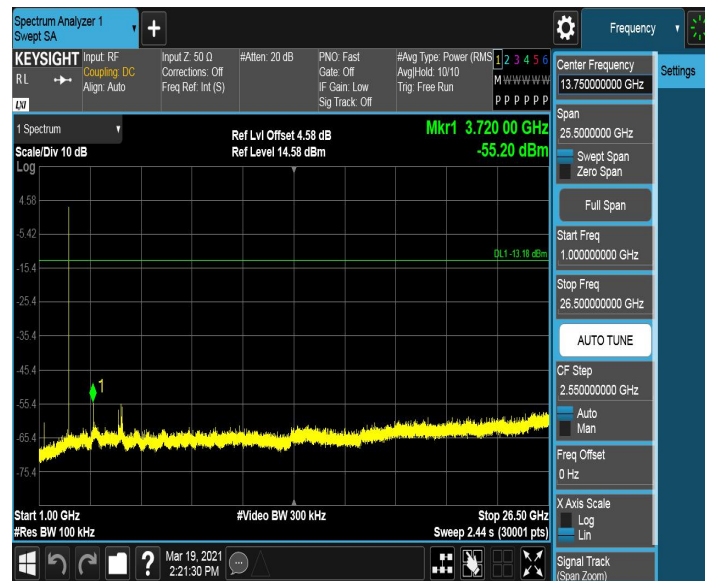 Spectrum Analyzer 1
Swept SA
+
Frequency
KEYSIGHT
RL
LXI
Input: RF
Coupling: DC
Align: Auto
Input Z: 50 Ω
Corrections: Off
Freq Ref: Int (S)
#Atten: 20 dB
PNO: Fast
Gate: Off
IF Gain: Low
Sig Track: Off
#Avg Type: Power (RMS
Avg|Hold: 10/10
Trig: Free Run
1 2 3 4 5 6
M W W W W W
P P P P P P
Center Frequency
13.750000000 GHz
Settings
Span
25.5000000 GHz
Swept Span
Zero Span
Full Span
Start Freq
1.000000000 GHz
Stop Freq
26.500000000 GHz
AUTO TUNE
CF Step
2.550000000 GHz
Auto
Man
Freq Offset
0 Hz
X Axis Scale
Log
Lin
Signal Track
(Span Zoom)
1 Spectrum
Scale/Div 10 dB
Log
Ref Lvl Offset 4.58 dB
Ref Level 14.58 dBm
Mkr1 3.720 00 GHz
-55.20 dBm
4.58
-5.42
DL1 -13.18 dBm
-15.4
-25.4
-35.4
-45.4
1
-55.4
-65.4
-75.4
Start 1.00 GHz
#Video BW 300 kHz
Stop 26.50 GHz
#Res BW 100 kHz
Sweep 2.44 s (30001 pts)
?
Mar 19, 2021
2:21:30 PM